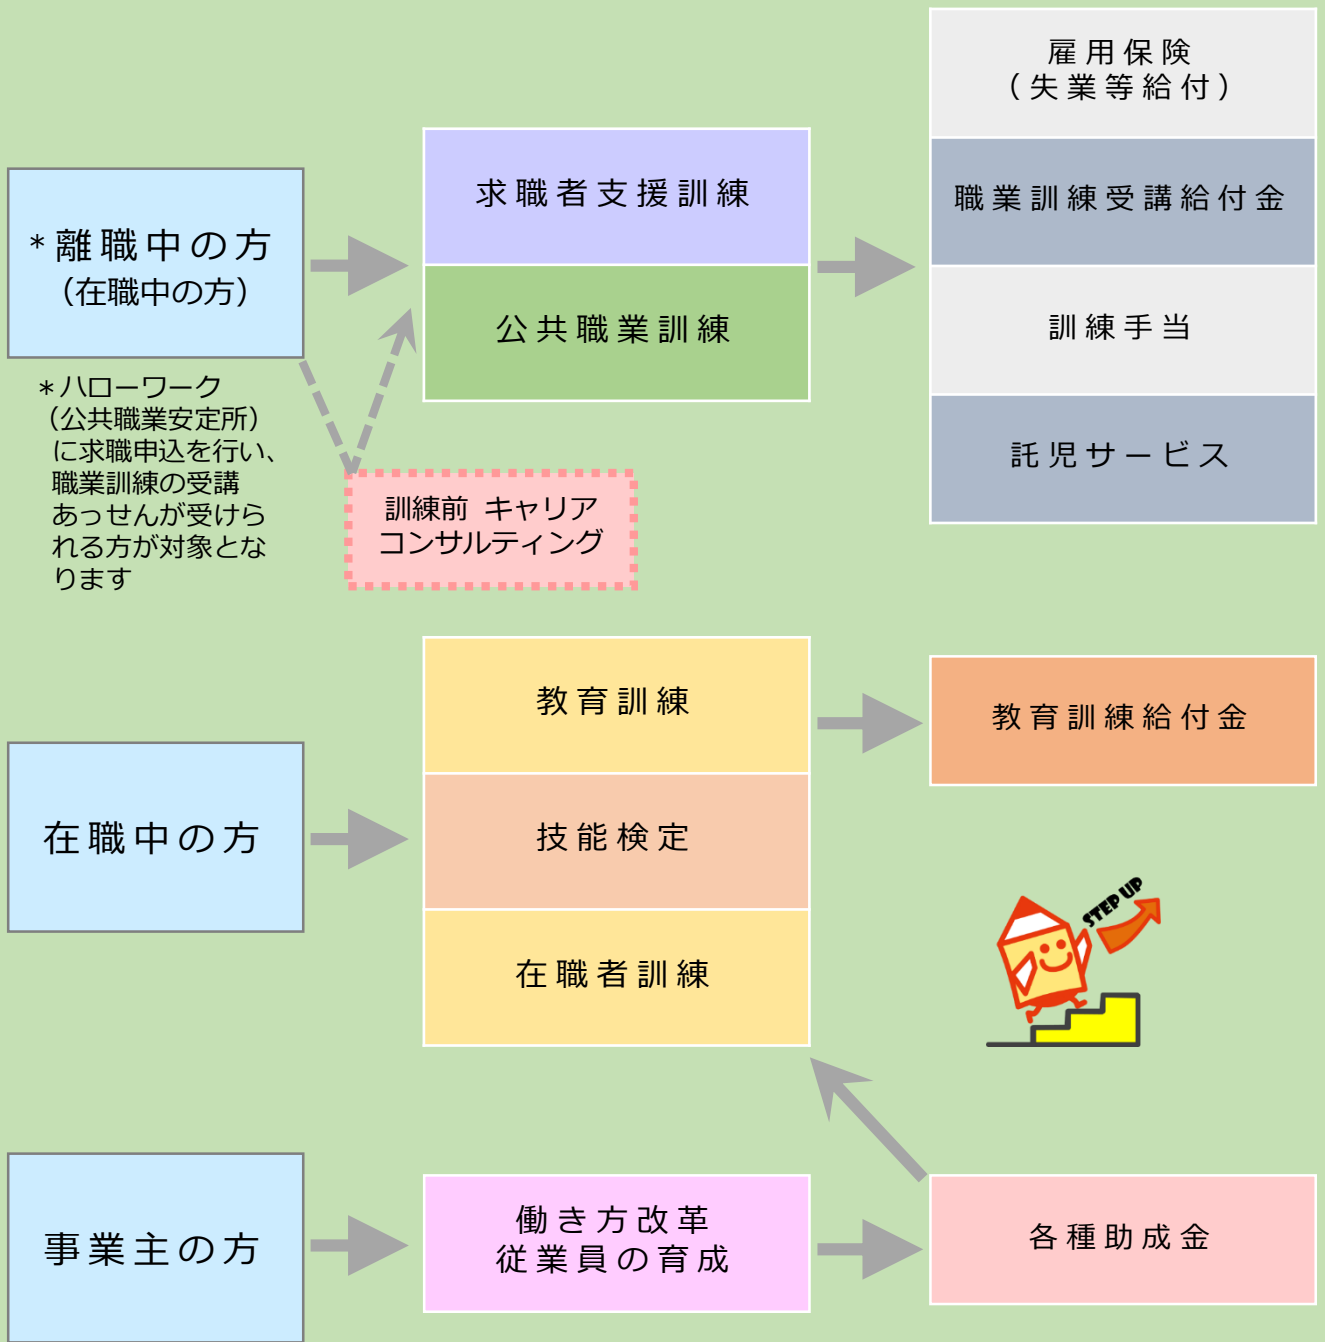 雇用保険
（失業等給付）
求職者支援訓練
職業訓練受講給付金
*離職中の方
（在職中の方）
公共職業訓練
訓練手当
*ハローワーク
（公共職業安定所）
に求職申込を行い、
職業訓練の受講
あっせんが受けら
れる方が対象とな
ります
託児サービス
訓練前 キャリア
コンサルティング
教育訓練
教育訓練給付金
在職中の方
技能検定
STEP UP
在職者訓練
事業主の方
働き方改革
従業員の育成
各種助成金